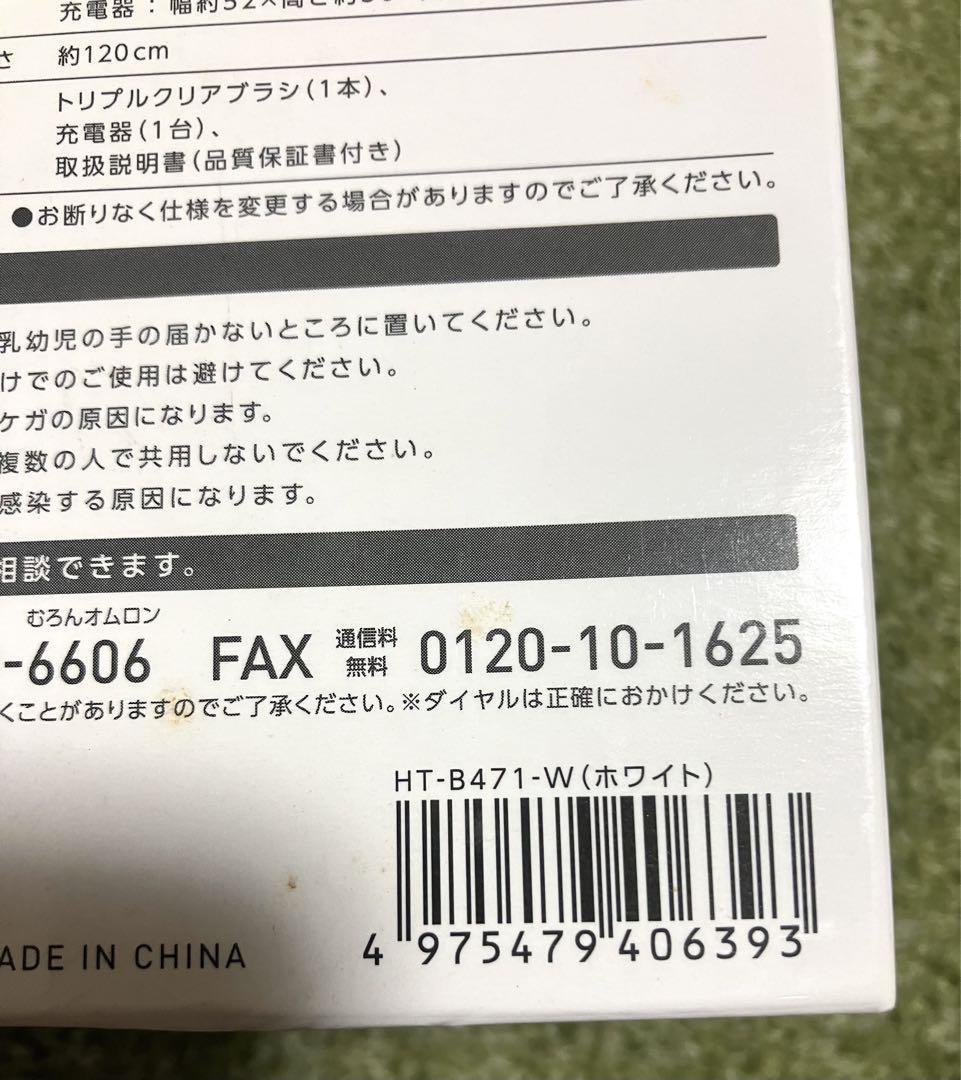 充電器：幅約52×高さ約
さ 約120cm
トリプルクリアブラシ(1本)、
充電器(1台)、
取扱説明書(品質保証書付き)
●お断りなく仕様を変更する場合がありますのでご了承ください。
乳幼児の手の届かないところに置いてください。
けでのご使用は避けてください。
ケガの原因になります。
複数の人で共用しないでください。
感染する原因になります。
相談できます。
むろんオムロン
-6606 FAX 通信料無料 0120-10-1625
くことがありますのでご了承ください。※ダイヤルは正確におかけください。
HT-B471-W(ホワイト)
4 975479 406393
ADE IN CHINA